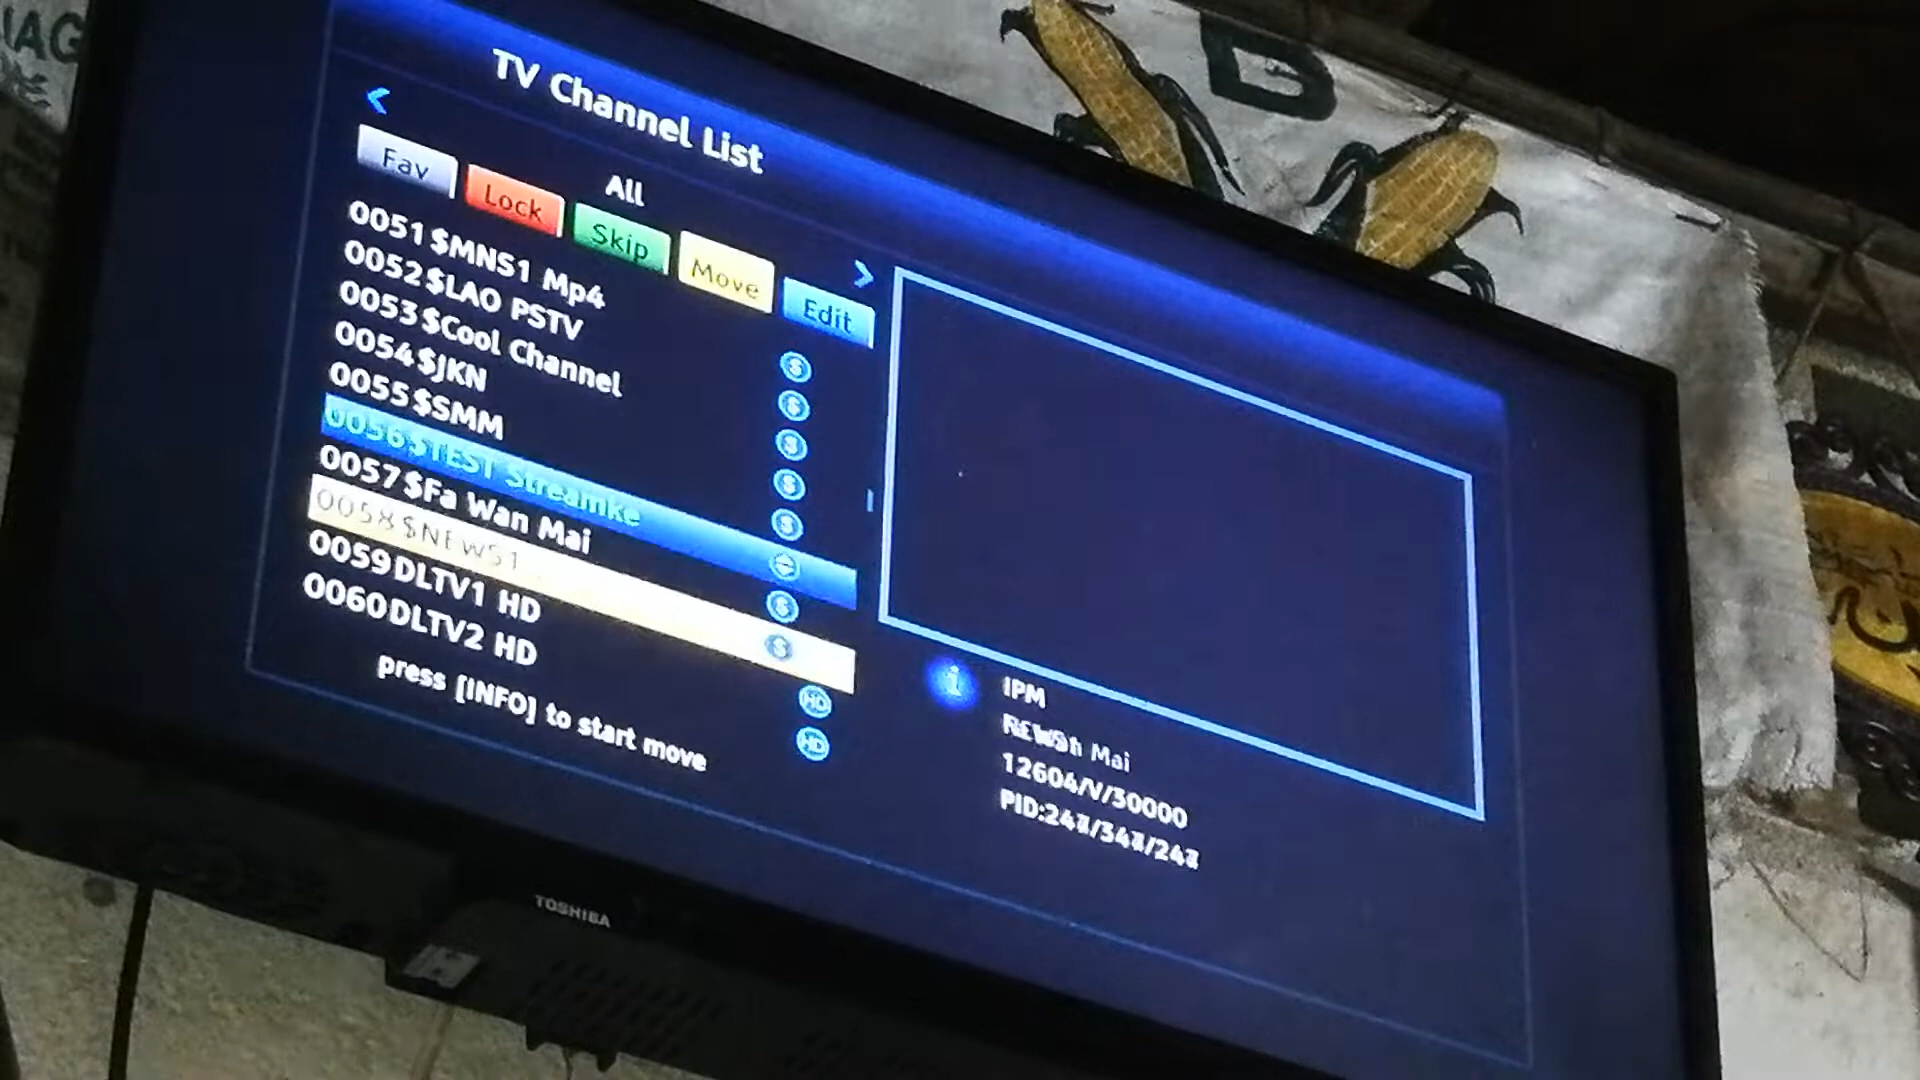 IAG
B
TV Channel List
All
Fav
Lock
Skip
Move
Edit
0051 $MNS1 Mp4
0052 $LAO PSTV
0053 $Cool Channel
0054 $JKN
0055 $SMM
0056 $TEST Streamke
0057 $Fa Wan Mai
0058 $NEWS1
0059 DLTV1 HD
0060 DLTV2 HD
press [INFO] to start move
IPM
Mai
12604/V/30000
TOSHIBA